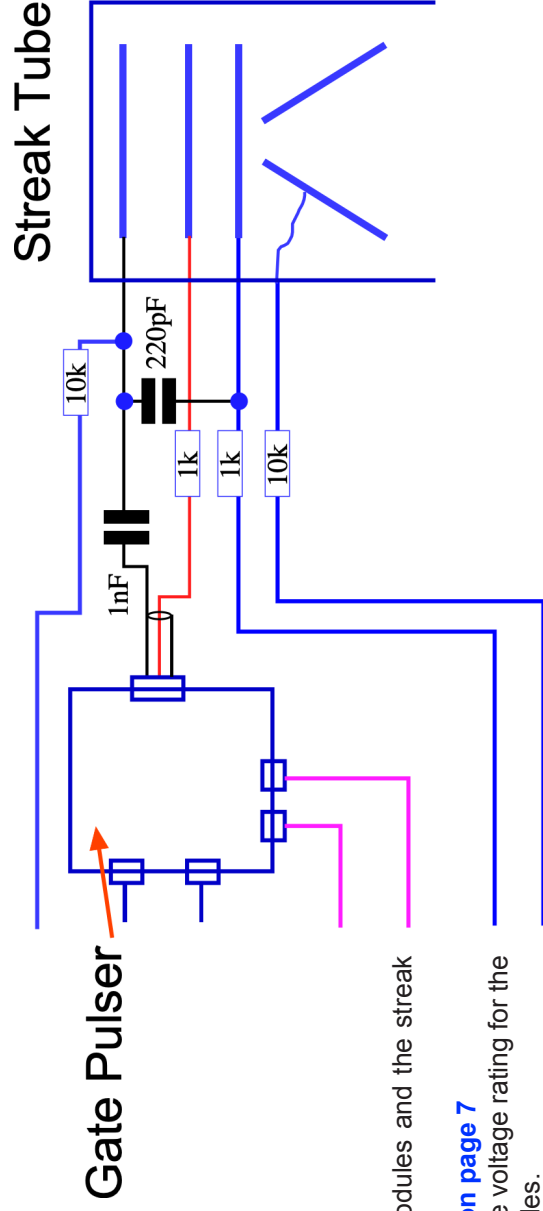 Streak Tube
10k
220pF
1nF
1k
1k
10k
Gate Pulser
odules and the streak
on page 7
e voltage rating for the
les.